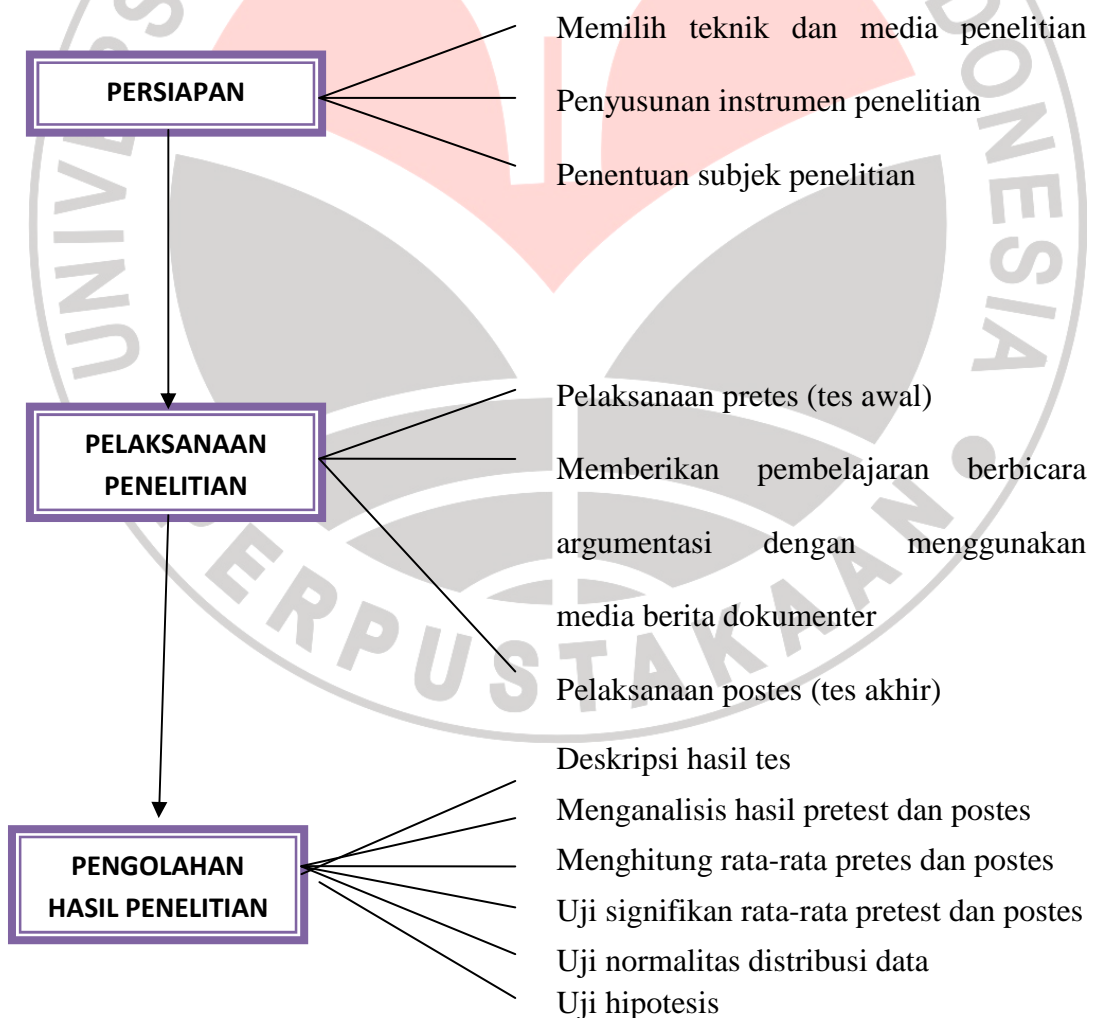 PERSIAPAN
Memilih teknik dan media penelitian
Penyusunan instrumen penelitian
Penentuan subjek penelitian
PELAKSANAAN
PENELITIAN
Pelaksanaan pretes (tes awal)
Memberikan pembelajaran berbicara
argumentasi dengan menggunakan
media berita dokumenter
Pelaksanaan postes (tes akhir)
PENGOLAHAN
HASIL PENELITIAN
Deskripsi hasil tes
Menganalisis hasil pretest dan postes
Menghitung rata-rata pretes dan postes
Uji signifikan rata-rata pretest dan postes
Uji normalitas distribusi data
Uji hipotesis
PERPUSTAKAAN